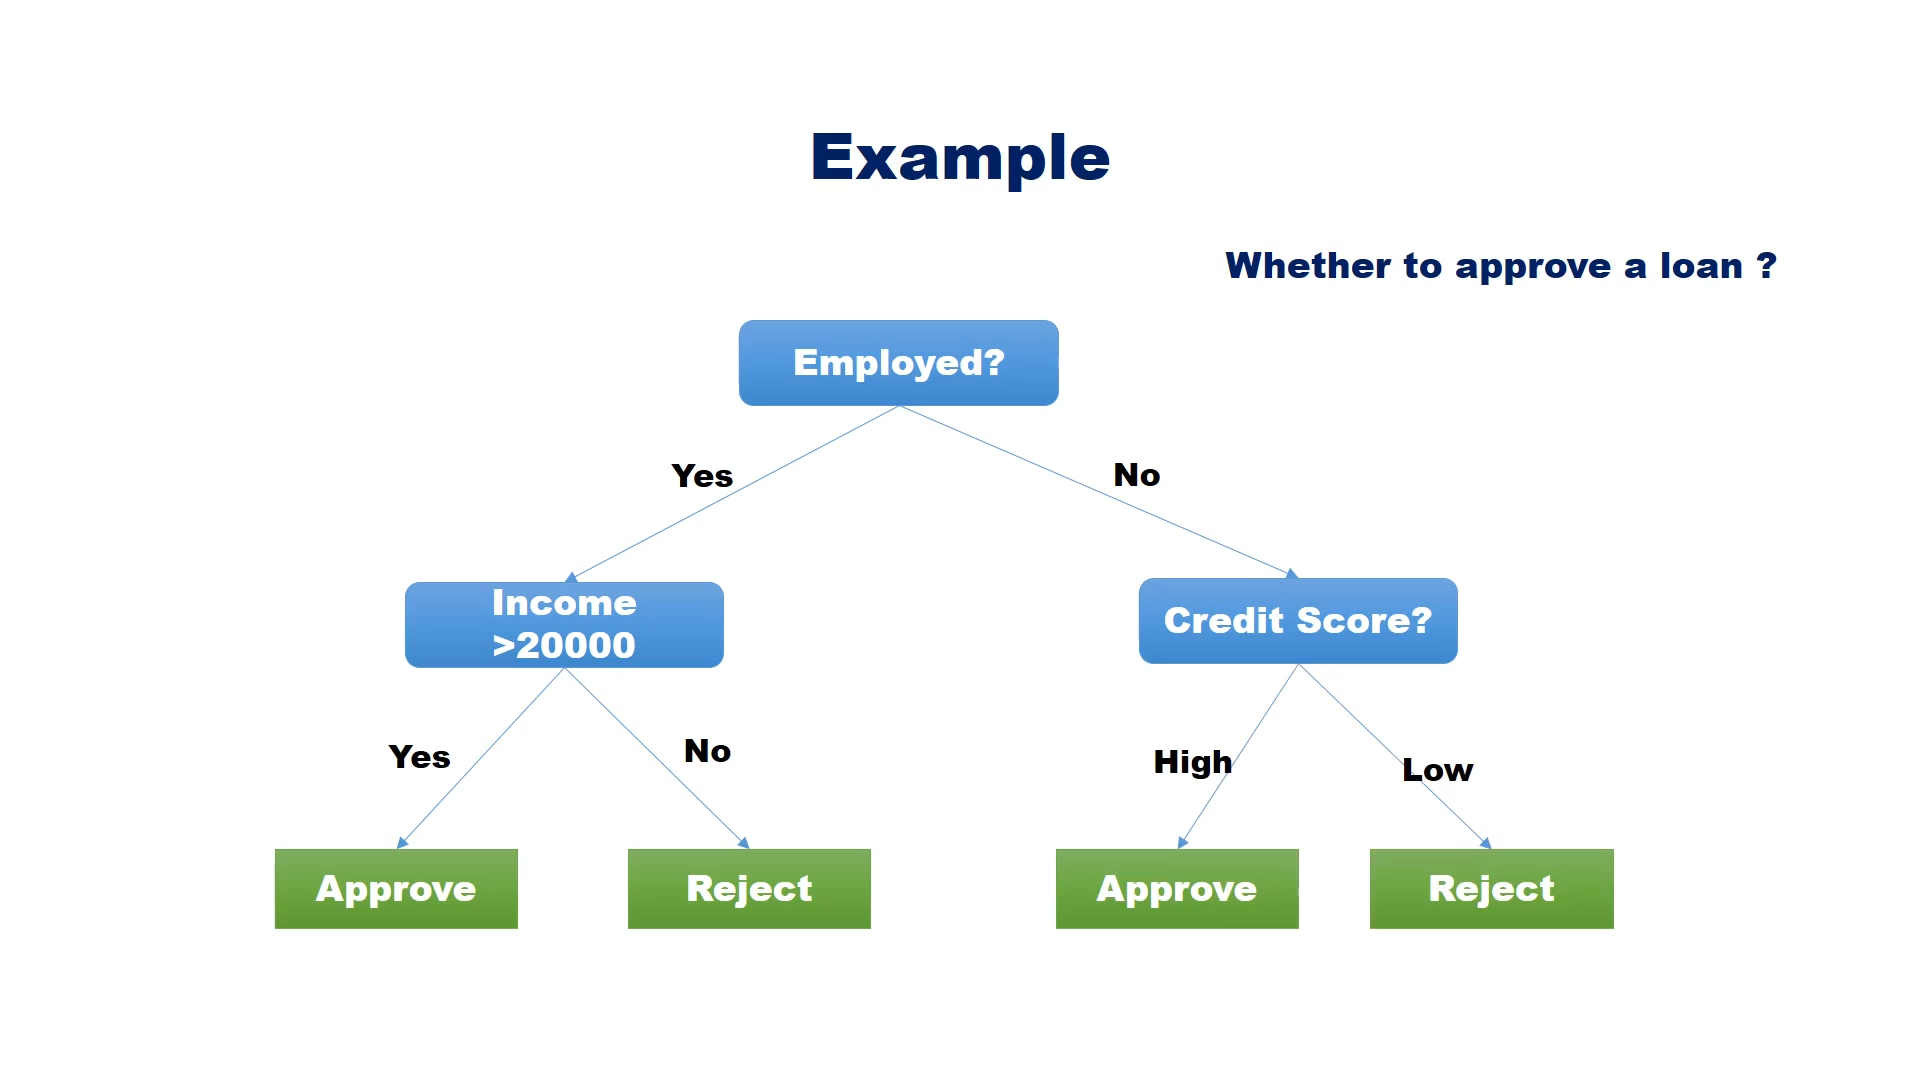 Example
Whether to approve a loan ?
Employed?
Yes
No
Income
>20000
Credit Score?
Yes
No
High
Low
Approve
Reject
Approve
Reject